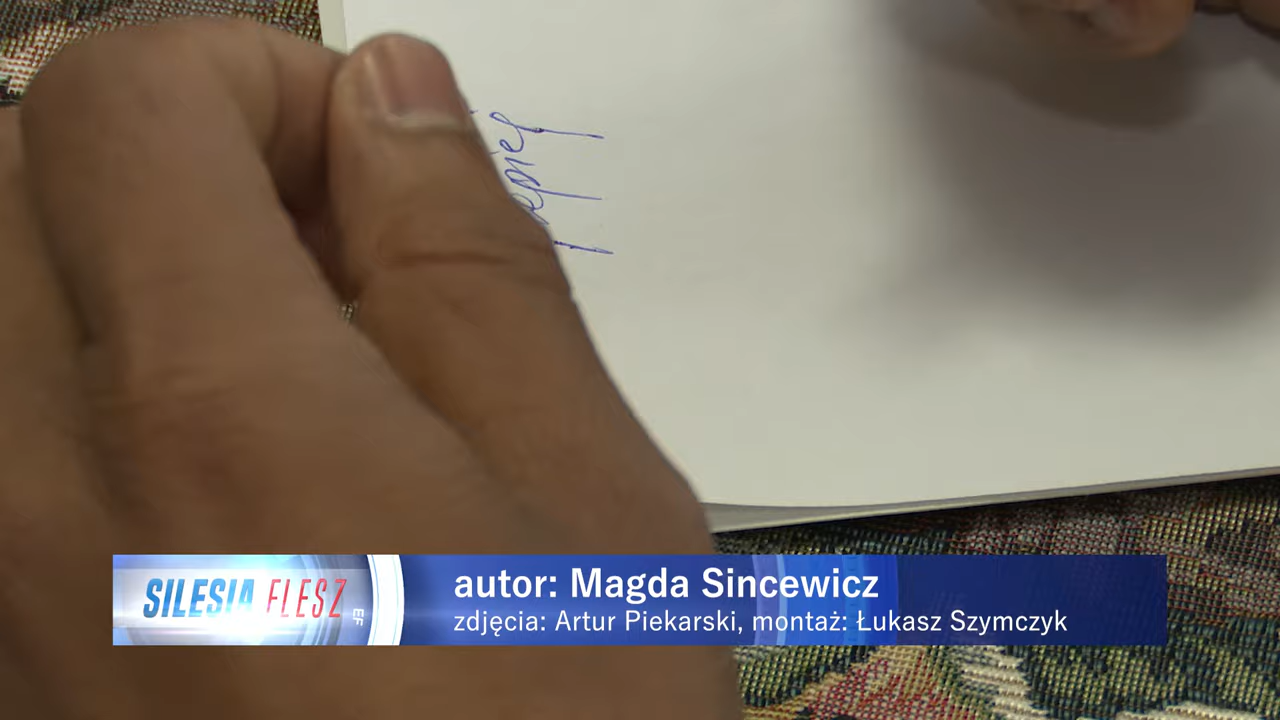 SILESIA FLESZ
autor: Magda Sincewicz
zdjęcia: Artur Piekarski, montaż: Łukasz Szymczyk